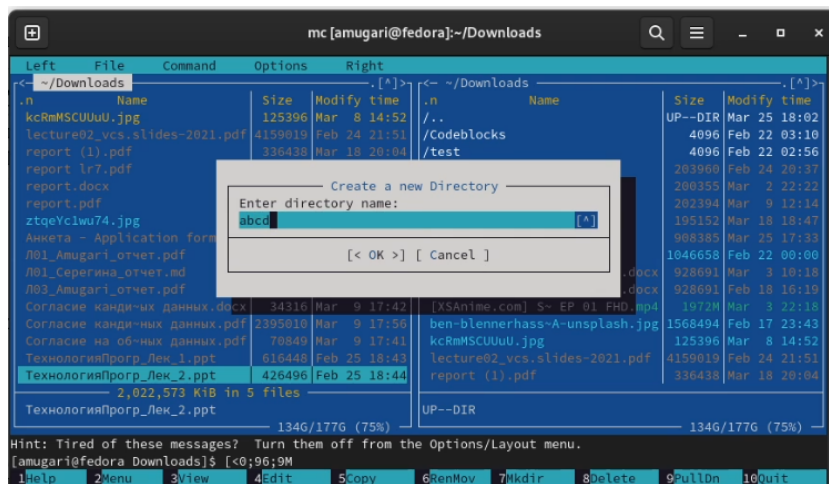 mc [amugari@fedora]:~/Downloads
Left File Command Options Right
<— ~/Downloads .[^]>
.n Name Size Modify time
kcRmMSCUUuU.jpg 125396 Mar 8 14:52
lecture02_vcs.slides-2021.pdf 4159019 Feb 24 21:51
report (1).pdf 336438 Mar 18 20:04
report lr7.pdf
report.docx
report.pdf
ztqeYc1wu74.jpg
Анкета - Application form
Л01_Amugari_отчет.pdf
Л01_Серегина_отчет.md
Л03_Amugari_отчет.pdf
Согласие канди~ых данных.docx 34316 Mar 9 17:42
Согласие канди~ных данных.pdf 2395010 Mar 9 17:56
Согласие на об~ных данных.pdf 70849 Mar 9 17:41
ТехнологияПрогр_Лек_1.ppt 616448 Feb 25 18:43
ТехнологияПрогр_Лек_2.ppt 426496 Feb 25 18:44
2,022,573 KiB in 5 files
ТехнологияПрогр_Лек_2.ppt
134G/177G (75%)
<— ~/Downloads .[^]>
.n Name Size Modify time
/.. UP--DIR Mar 25 18:02
/Codeblocks 4096 Feb 22 03:10
/test 4096 Feb 22 02:56
203960 Feb 24 20:37
200355 Mar 2 22:22
202394 Mar 9 12:14
195152 Mar 18 18:47
908385 Mar 25 17:33
1046658 Feb 22 00:00
.docx 928691 Mar 3 10:18
.docx 928691 Feb 18 16:19
[XSAnime.com] S~ EP 01 FHD.mp4 1972M Mar 3 22:18
ben-blennerhass~A-unsplash.jpg 1568494 Feb 17 23:43
kcRmMSCUUuU.jpg 125396 Mar 8 14:52
lecture02_vcs.slides-2021.pdf 4159019 Feb 24 21:51
report (1).pdf 336438 Mar 18 20:04
UP--DIR
134G/177G (75%)
Create a new Directory
Enter directory name:
abcd [^]
[< OK >] [ Cancel ]
Hint: Tired of these messages? Turn them off from the Options/Layout menu.
[amugari@fedora Downloads]$ [<0;96;9M
1Help 2Menu 3View 4Edit 5Copy 6RenMov 7Mkdir 8Delete 9PullDn 10Quit